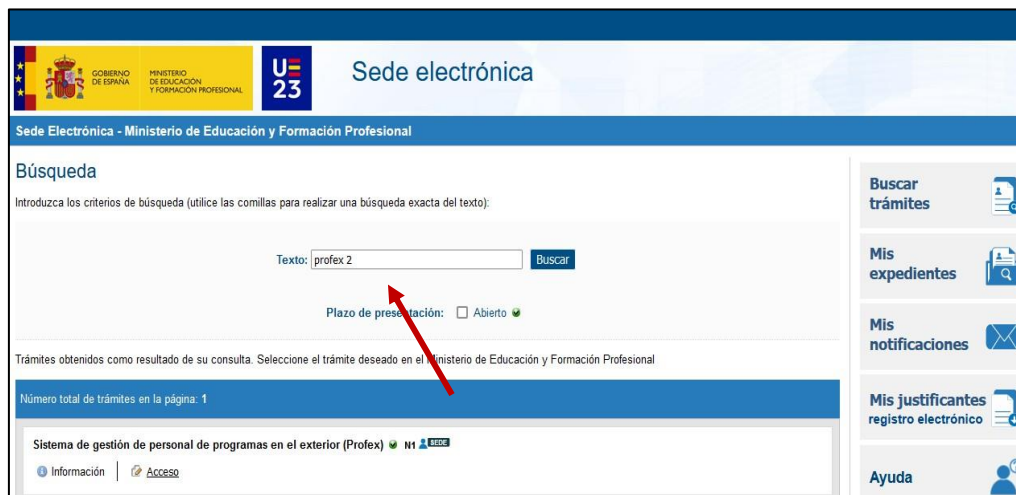 GOBIERNO
DE ESPAÑA
MINISTERIO
DE EDUCACIÓN
Y FORMACIÓN PROFESIONAL
UE
23
Sede electrónica
Sede Electrónica - Ministerio de Educación y Formación Profesional
Búsqueda
Introduzca los criterios de búsqueda (utilice las comillas para realizar una búsqueda exacta del texto):
Texto: profex 2 Buscar
Plazo de presentación: Abierto
Trámites obtenidos como resultado de su consulta. Seleccione el trámite deseado en el Ministerio de Educación y Formación Profesional
Número total de trámites en la página: 1
Sistema de gestión de personal de programas en el exterior (Profex) N1 SEDE
Información Acceso
Buscar
trámites
Mis
expedientes
Mis
notificaciones
Mis justificantes
registro electrónico
Ayuda